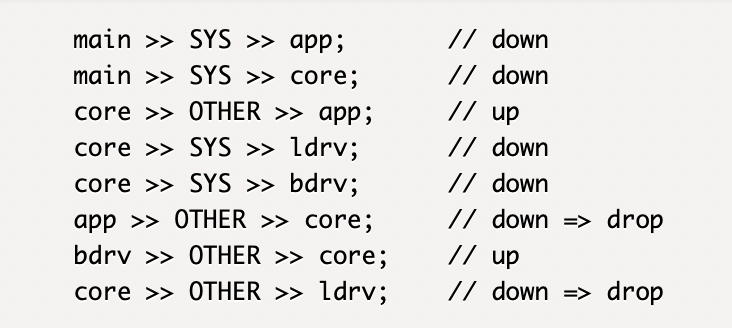 main >> SYS >> app;       // down
main >> SYS >> core;      // down
core >> OTHER >> app;     // up
core >> SYS >> ldrv;      // down
core >> SYS >> bdrv;      // down
app >> OTHER >> core;     // down => drop
bdrv >> OTHER >> core;    // up
core >> OTHER >> ldrv;    // down => drop